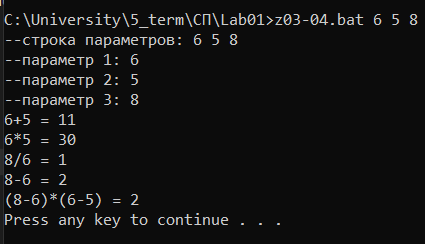 C:\University\5_term\СП\Lab01>z03-04.bat 6 5 8
--строка параметров: 6 5 8
--параметр 1: 6
--параметр 2: 5
--параметр 3: 8
6+5 = 11
6*5 = 30
8/6 = 1
8-6 = 2
(8-6)*(6-5) = 2
Press any key to continue . . .